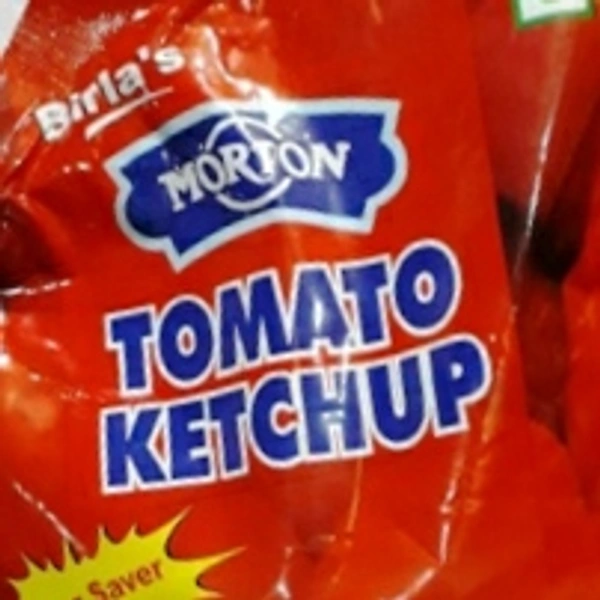 Birla's
MORTON
TOMATO
KETCHUP
Saver